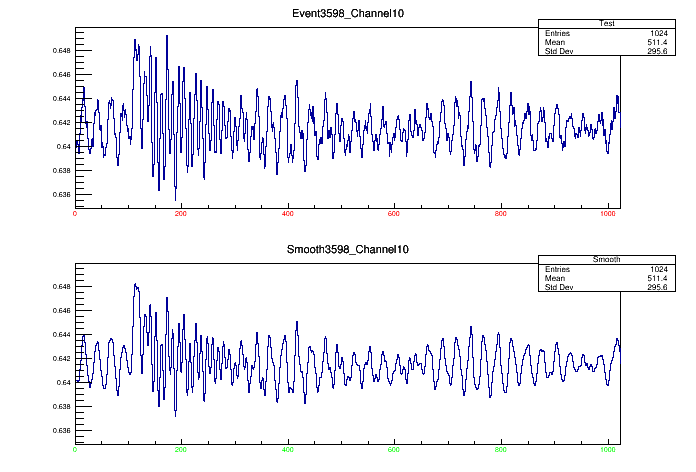 Event3598_Channel10
Test
Entries 1024
Mean 511.4
Std Dev 295.6
0.648
0.646
0.644
0.642
0.64
0.638
0.636
0 200 400 600 800 1000
Smooth3598_Channel10
Smooth
Entries 1024
Mean 511.4
Std Dev 295.6
0.648
0.646
0.644
0.642
0.64
0.638
0.636
0 200 400 600 800 1000